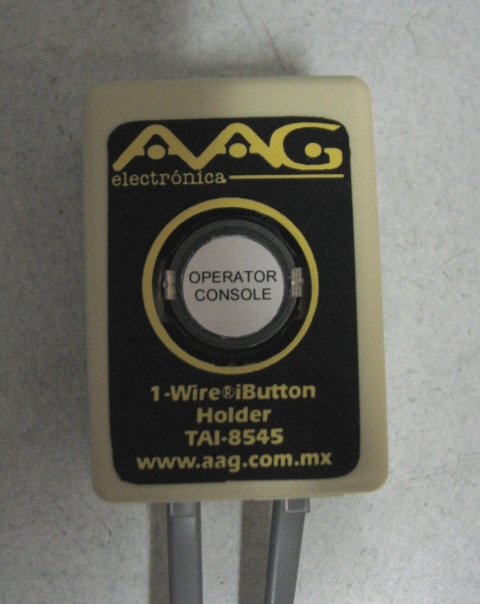 AAG
electrónica
OPERATOR
CONSOLE
1-Wire®iButton
Holder
TAI-8545
www.aag.com.mx